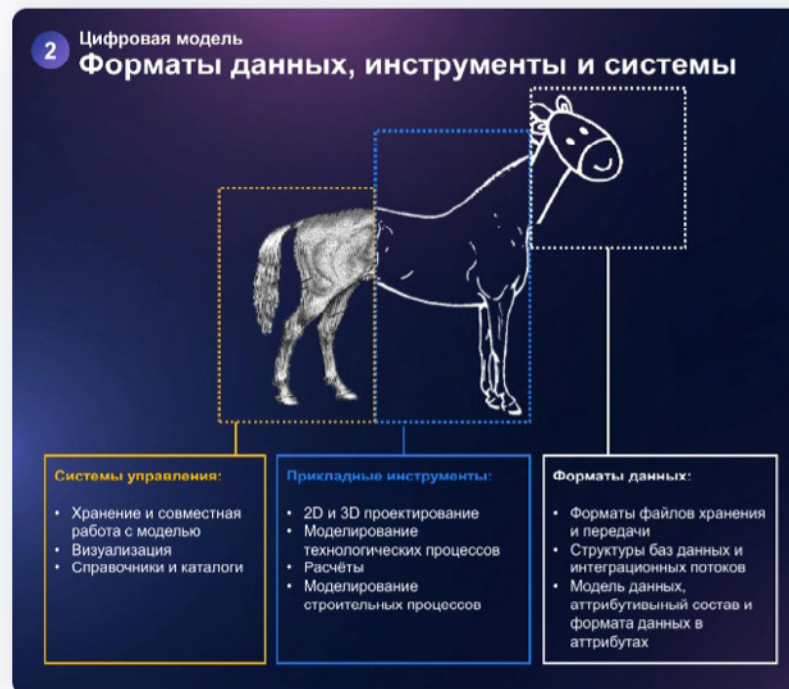 2
Цифровая модель
Форматы данных, инструменты и системы
Системы управления:
• Хранение и совместная
работа с моделью
• Визуализация
• Справочники и каталоги
Прикладные инструменты:
• 2D и 3D проектирование
• Моделирование
технологических процессов
• Расчёты
• Моделирование
строительных процессов
Форматы данных:
• Форматы файлов хранения
и передачи
• Структуры баз данных и
интеграционных потоков
• Модель данных,
аттрибутивыный состав и
формата данных в
аттрибутах